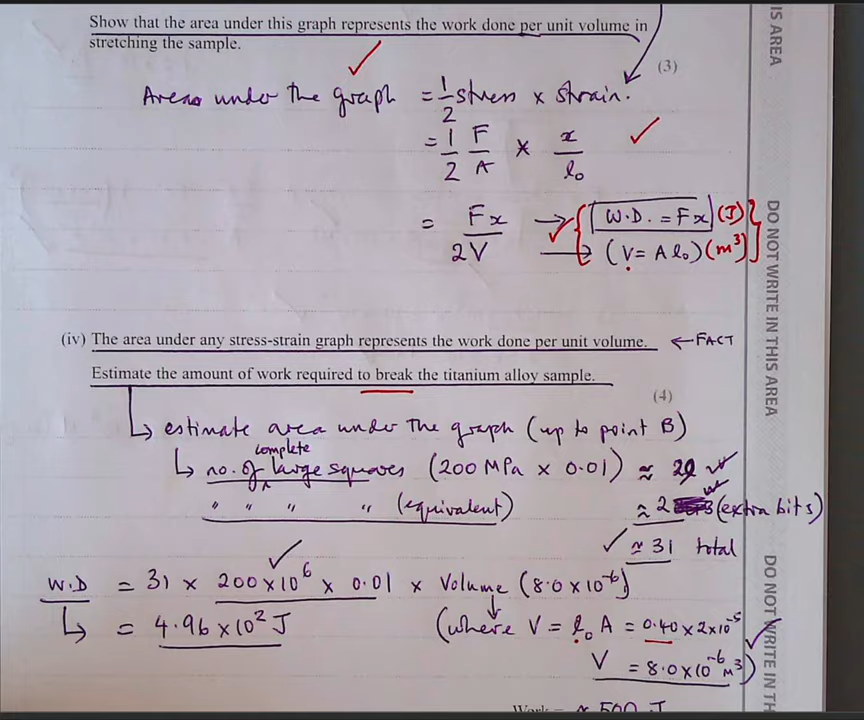 Show that the area under this graph represents the work done per unit volume in
stretching the sample.
(3)
Area under the graph = 1/2 stress × strain.
= 1/2 F/A × x/l₀
= Fx/2V → { W.D. = Fx (J) }
→ { (V = A l₀) (m³) }
(iv) The area under any stress-strain graph represents the work done per unit volume. ← FACT
Estimate the amount of work required to break the titanium alloy sample.
(4)
↳ estimate area under the graph (up to point B)
complete
↳ no. of ^ large squares (200 MPa × 0.01) ≈
" " " " (equivalent) ≈ 2 (extra bits)
≈ 31 total
W.D = 31 × 200×10⁶ × 0.01 × Volume (8.0×10⁻⁶)
↳ = 4.96 ×10² J (where V = l₀ A = 0.40 × 2×10⁻⁵
V = 8.0×10⁻⁶ m³)
≈ 500 J
IS AREA
DO NOT WRITE IN THIS AREA
DO NOT WRITE IN TH